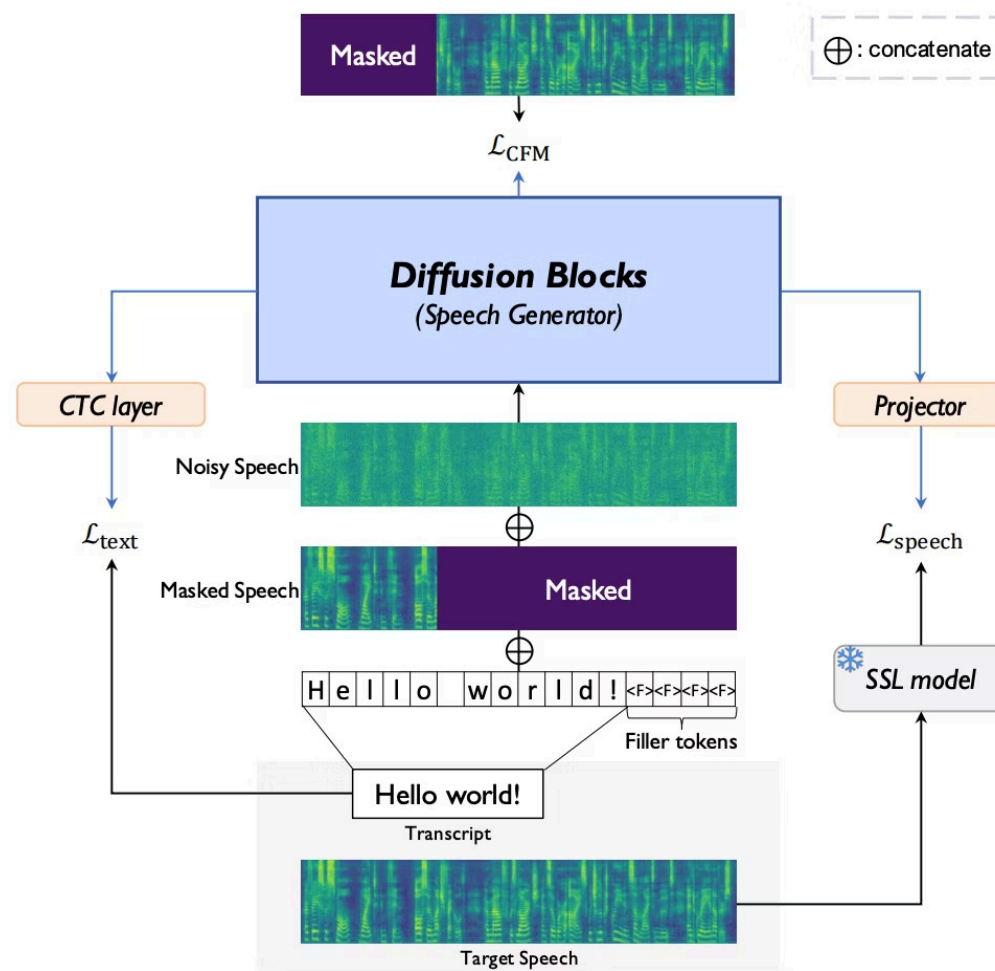 Masked
⊕ : concatenate
ℒCFM
Diffusion Blocks
(Speech Generator)
CTC layer
Projector
Noisy Speech
ℒtext
ℒspeech
Masked Speech
Masked
SSL model
H e l l o w o r l d ! <F> <F> <F> <F>
Filler tokens
Hello world!
Transcript
Target Speech